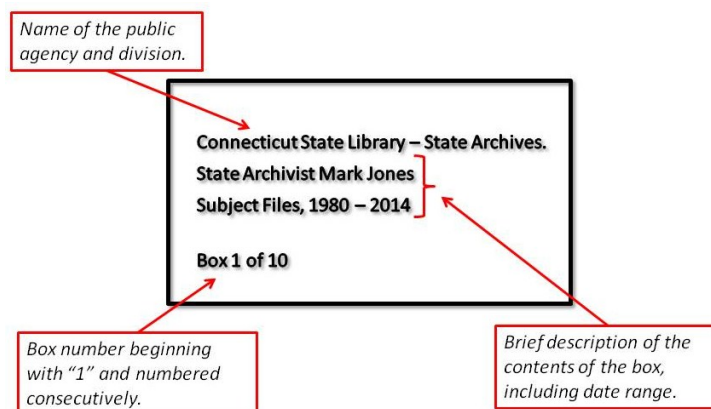 Name of the public
agency and division.
Connecticut State Library – State Archives.
State Archivist Mark Jones
Subject Files, 1980 – 2014
Box 1 of 10
Box number beginning
with “1” and numbered
consecutively.
Brief description of the
contents of the box,
including date range.